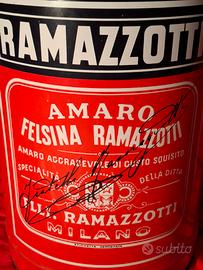 RAMAZZOTTI
AMARO
FELSINA RAMAZZOTTI
AMARO AGGRADEVOLE DI GUSTO SQUISITO
SPECIALITÀ DELLA DITTA
F.LLI RAMAZZOTTI
MILANO
subito